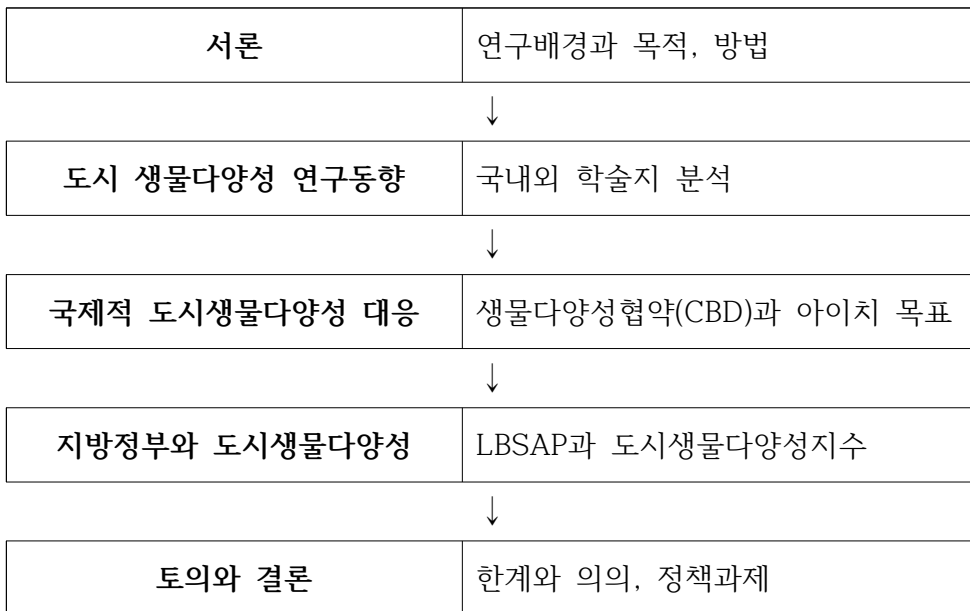 서론 연구배경과 목적, 방법
↓
도시 생물다양성 연구동향 국내외 학술지 분석
↓
국제적 도시생물다양성 대응 생물다양성협약(CBD)과 아이치 목표
↓
지방정부와 도시생물다양성 LBSAP과 도시생물다양성지수
↓
토의와 결론 한계와 의의, 정책과제